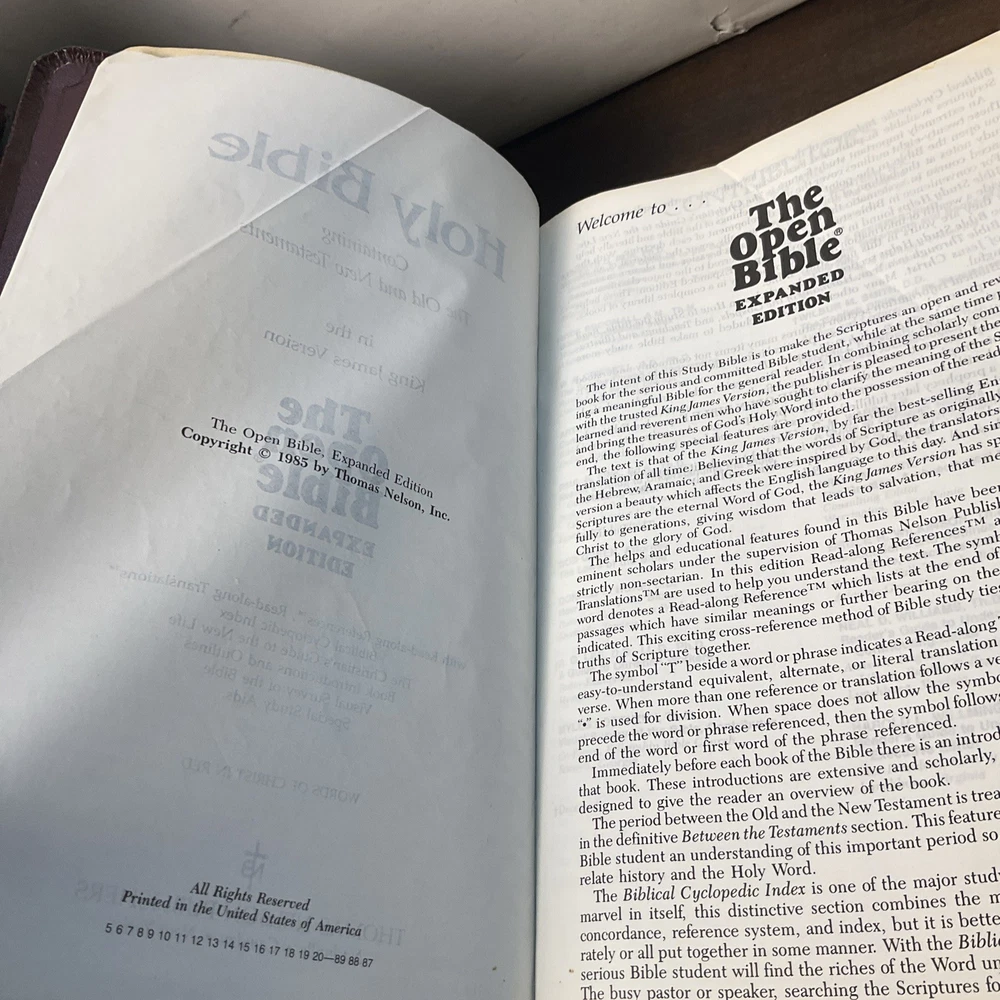 The Open Bible, Expanded Edition
Copyright © 1985 by Thomas Nelson, Inc.
All Rights Reserved
Printed in the United States of America
5 6 7 8 9 10 11 12 13 14 15 16 17 18 19 20—89 88 87
Welcome to . . .
The
Open
Bible®
EXPANDED
EDITION
The intent of this Study Bible is to make the Scriptures an open and rev
book for the serious and committed Bible student, while at the same time p
ing a meaningful Bible for the general reader. In combining scholarly com
with the trusted King James Version, the publisher is pleased to present the
learned and reverent men who have sought to clarify the meaning of the S
and bring the treasures of God's Holy Word into the possession of the read
end, the following special features are provided.
The text is that of the King James Version, by far the best-selling En
translation of all time. Believing that the words of Scripture as originally
the Hebrew, Aramaic, and Greek were inspired by God, the translators
version a beauty which affects the English language to this day. And sin
Scriptures are the eternal Word of God, the King James Version has sp
fully to generations, giving wisdom that leads to salvation, that me
Christ to the glory of God.
The helps and educational features found in this Bible have been
eminent scholars under the supervision of Thomas Nelson Publish
strictly non-sectarian. In this edition Read-along References™ a
Translations™ are used to help you understand the text. The symb
word denotes a Read-along Reference™ which lists at the end of
passages which have similar meanings or further bearing on the
indicated. This exciting cross-reference method of Bible study ties
truths of Scripture together.
The symbol "T" beside a word or phrase indicates a Read-along
easy-to-understand equivalent, alternate, or literal translation
verse. When more than one reference or translation follows a ve
"•" is used for division. When space does not allow the symbo
precede the word or phrase referenced, then the symbol follow
end of the word or first word of the phrase referenced.
Immediately before each book of the Bible there is an introd
that book. These introductions are extensive and scholarly,
designed to give the reader an overview of the book.
The period between the Old and the New Testament is trea
in the definitive Between the Testaments section. This feature
Bible student an understanding of this important period so
relate history and the Holy Word.
The Biblical Cyclopedic Index is one of the major stud
marvel in itself, this distinctive section combines the m
concordance, reference system, and index, but it is bette
rately or all put together in some manner. With the Biblic
serious Bible student will find the riches of the Word un
The busy pastor or speaker, searching the Scriptures fo